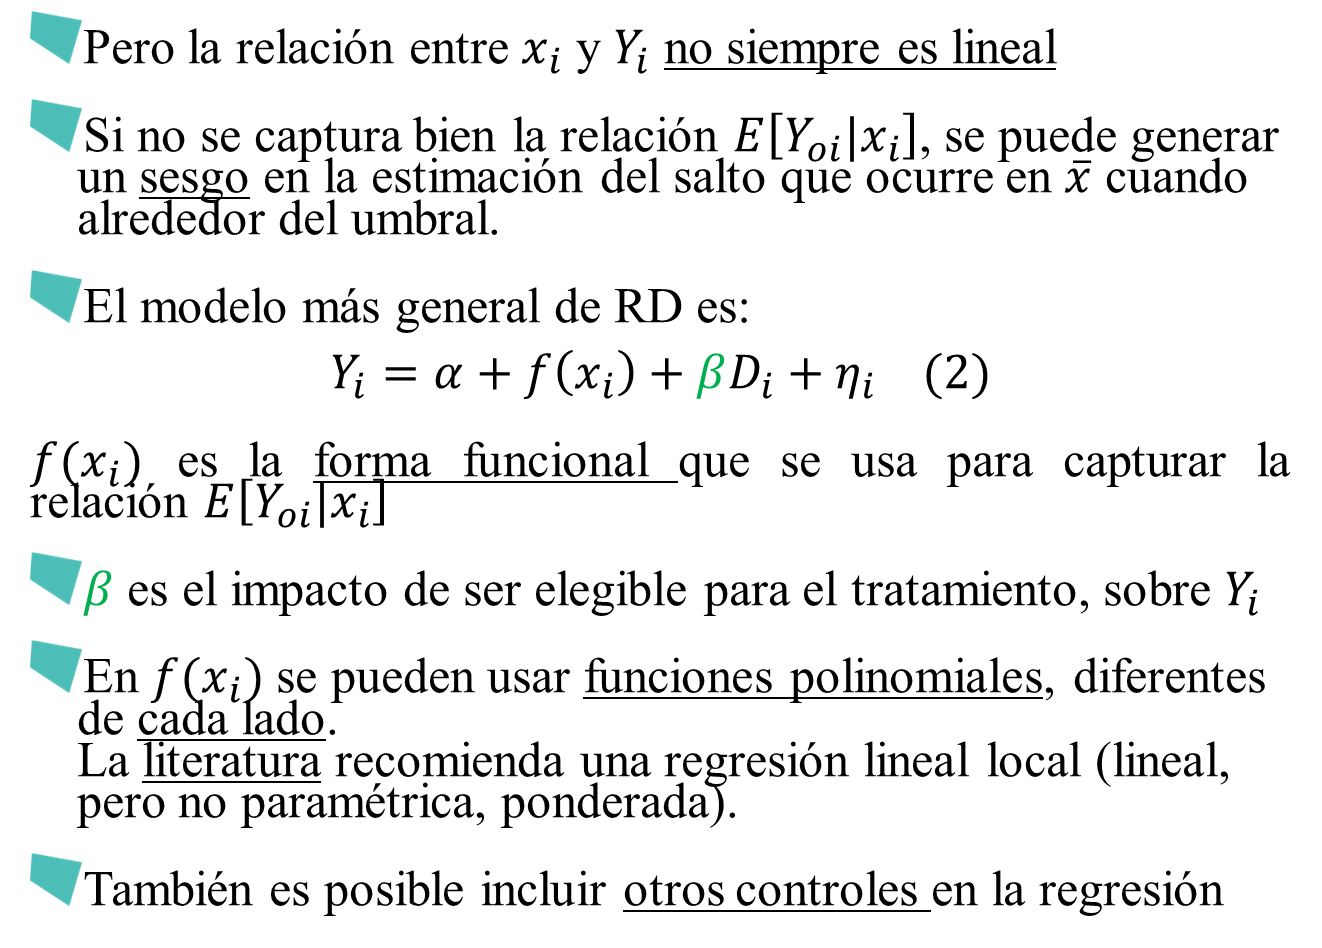 Pero la relación entre xᵢ y Yᵢ no siempre es lineal
Si no se captura bien la relación E[Yₒᵢ|xᵢ], se puede generar
un sesgo en la estimación del salto que ocurre en x̄ cuando
alrededor del umbral.
El modelo más general de RD es:
Yᵢ = α + f(xᵢ) + βDᵢ + ηᵢ (2)
f(xᵢ) es la forma funcional que se usa para capturar la
relación E[Yₒᵢ|xᵢ]
β es el impacto de ser elegible para el tratamiento, sobre Yᵢ
En f(xᵢ) se pueden usar funciones polinomiales, diferentes
de cada lado.
La literatura recomienda una regresión lineal local (lineal,
pero no paramétrica, ponderada).
También es posible incluir otros controles en la regresión